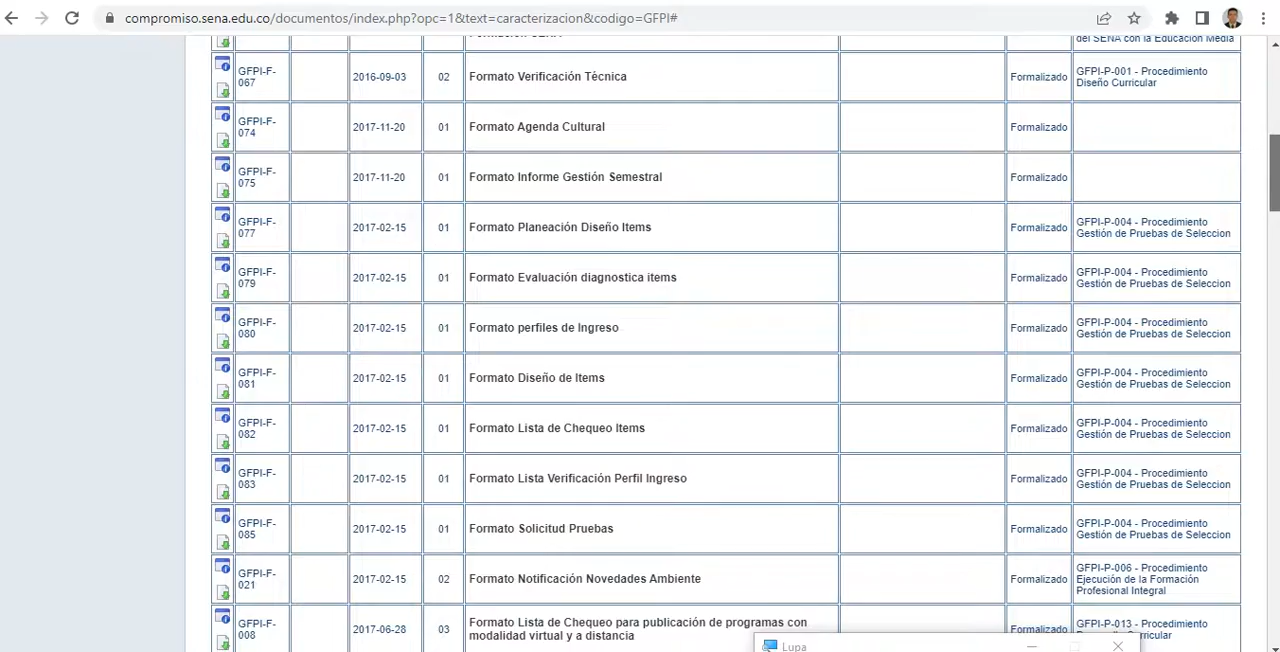 compromiso.sena.edu.co/documentos/index.php?opc=1&text=caracterizacion&codigo=GFPI#
del SENA con la Educación Media
GFPI-F-
067
2016-09-03
02
Formato Verificación Técnica
Formalizado
GFPI-P-001 - Procedimiento
Diseño Curricular
GFPI-F-
074
2017-11-20
01
Formato Agenda Cultural
Formalizado
GFPI-F-
075
2017-11-20
01
Formato Informe Gestión Semestral
Formalizado
GFPI-F-
077
2017-02-15
01
Formato Planeación Diseño Items
Formalizado
GFPI-P-004 - Procedimiento
Gestión de Pruebas de Seleccion
GFPI-F-
079
2017-02-15
01
Formato Evaluación diagnostica items
Formalizado
GFPI-P-004 - Procedimiento
Gestión de Pruebas de Seleccion
GFPI-F-
080
2017-02-15
01
Formato perfiles de Ingreso
Formalizado
GFPI-P-004 - Procedimiento
Gestión de Pruebas de Seleccion
GFPI-F-
081
2017-02-15
01
Formato Diseño de Items
Formalizado
GFPI-P-004 - Procedimiento
Gestión de Pruebas de Seleccion
GFPI-F-
082
2017-02-15
01
Formato Lista de Chequeo Items
Formalizado
GFPI-P-004 - Procedimiento
Gestión de Pruebas de Seleccion
GFPI-F-
083
2017-02-15
01
Formato Lista Verificación Perfil Ingreso
Formalizado
GFPI-P-004 - Procedimiento
Gestión de Pruebas de Seleccion
GFPI-F-
085
2017-02-15
01
Formato Solicitud Pruebas
Formalizado
GFPI-P-004 - Procedimiento
Gestión de Pruebas de Seleccion
GFPI-F-
021
2017-02-15
02
Formato Notificación Novedades Ambiente
Formalizado
GFPI-P-006 - Procedimiento
Ejecución de la Formación
Profesional Integral
GFPI-F-
008
2017-06-28
03
Formato Lista de Chequeo para publicación de programas con
modalidad virtual y a distancia
Formalizado
GFPI-P-013 - Procedimiento
Lupa